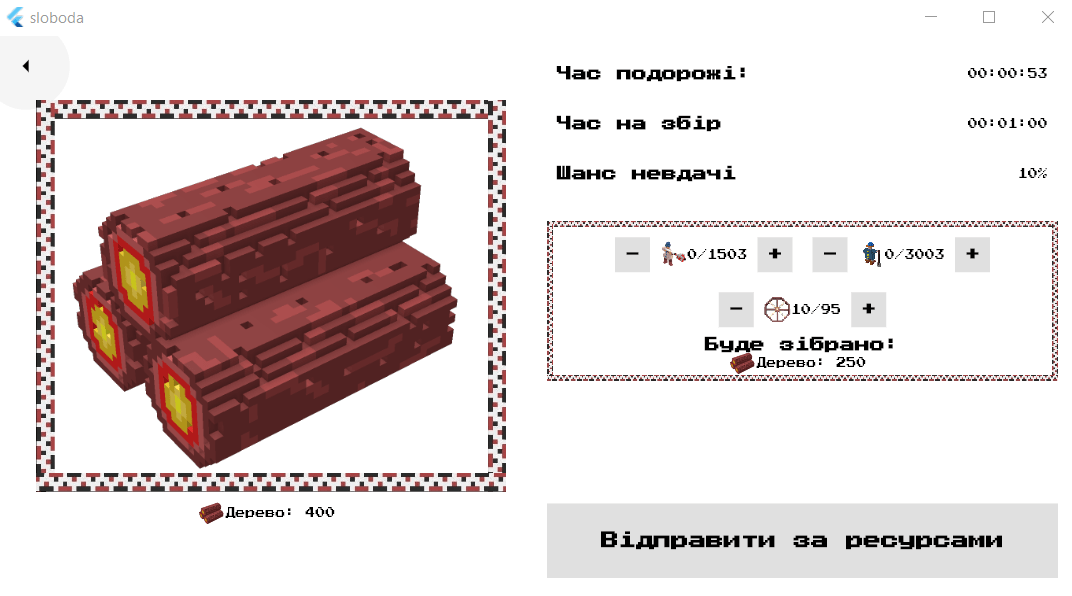 sloboda
Час подорожі: 00:00:53
Час на збір 00:01:00
Шанс невдачі 10%
− 0/1503 + − 0/3003 +
− 10/95 +
Буде зібрано:
Дерево: 250
Дерево: 400
Відправити за ресурсами